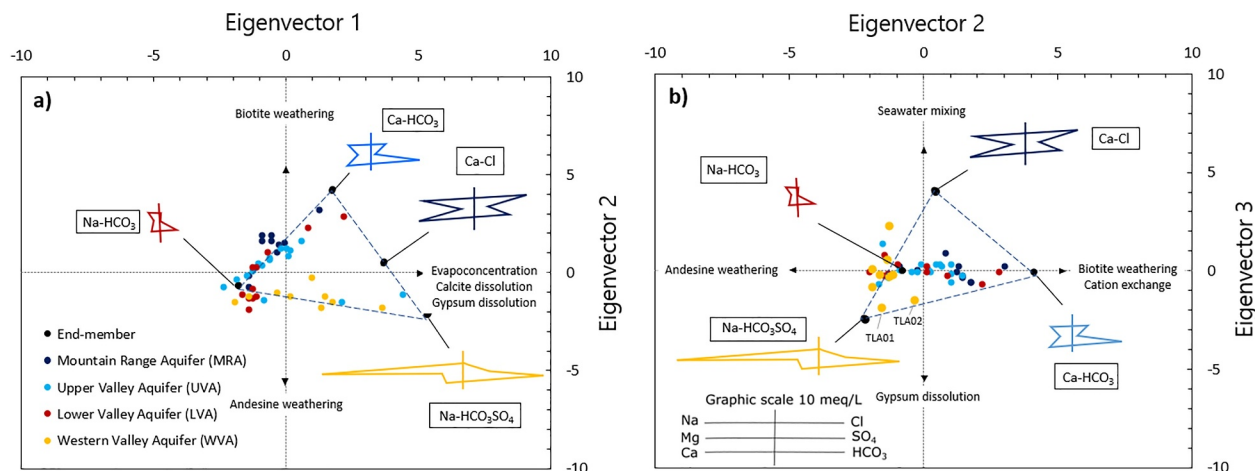 Eigenvector 1
-10
-5
0
5
10
a)
10
Biotite weathering
Ca-HCO3
Ca-Cl
5
Na-HCO3
0
Evapoconcentration
Calcite dissolution
Gypsum dissolution
Eigenvector 2
End-member
Mountain Range Aquifer (MRA)
Upper Valley Aquifer (UVA)
Lower Valley Aquifer (LVA)
Western Valley Aquifer (WVA)
-5
Andesine weathering
Na-HCO3SO4
-10
Eigenvector 2
-10
-5
0
5
10
b)
10
Seawater mixing
Ca-Cl
Na-HCO3
5
Andesine weathering
0
Biotite weathering
Cation exchange
Eigenvector 3
Na-HCO3SO4
TLA01
TLA02
Ca-HCO3
-5
Gypsum dissolution
Graphic scale 10 meq/L
Na Cl
Mg SO4
Ca HCO3
-10